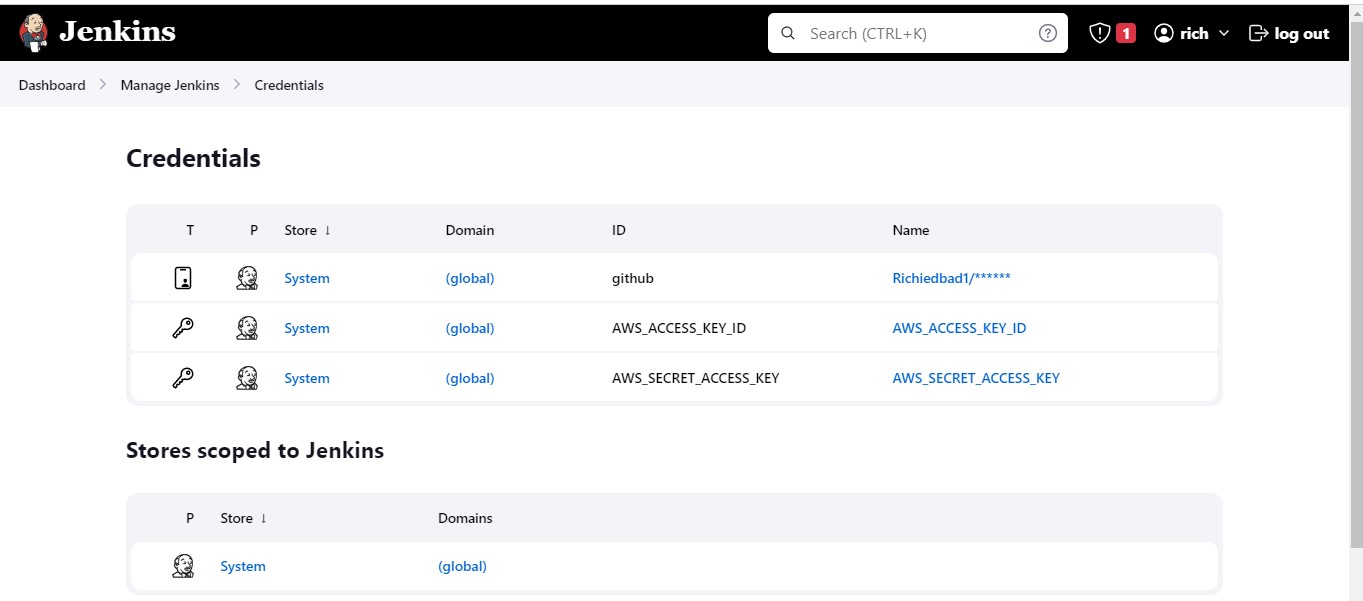 Jenkins Search (CTRL+K) ? 1 rich log out
Dashboard Manage Jenkins Credentials
Credentials
T P Store ↓ Domain ID Name
System (global) github Richiedbad1/******
System (global) AWS_ACCESS_KEY_ID AWS_ACCESS_KEY_ID
System (global) AWS_SECRET_ACCESS_KEY AWS_SECRET_ACCESS_KEY
Stores scoped to Jenkins
P Store ↓ Domains
System (global)